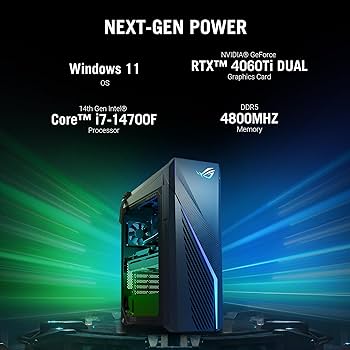 NEXT-GEN POWER
Windows 11
OS
NVIDIA® GeForce
RTX™ 4060Ti DUAL
Graphics Card
14th Gen Intel®
Core™ i7-14700F
Processor
DDR5
4800MHZ
Memory